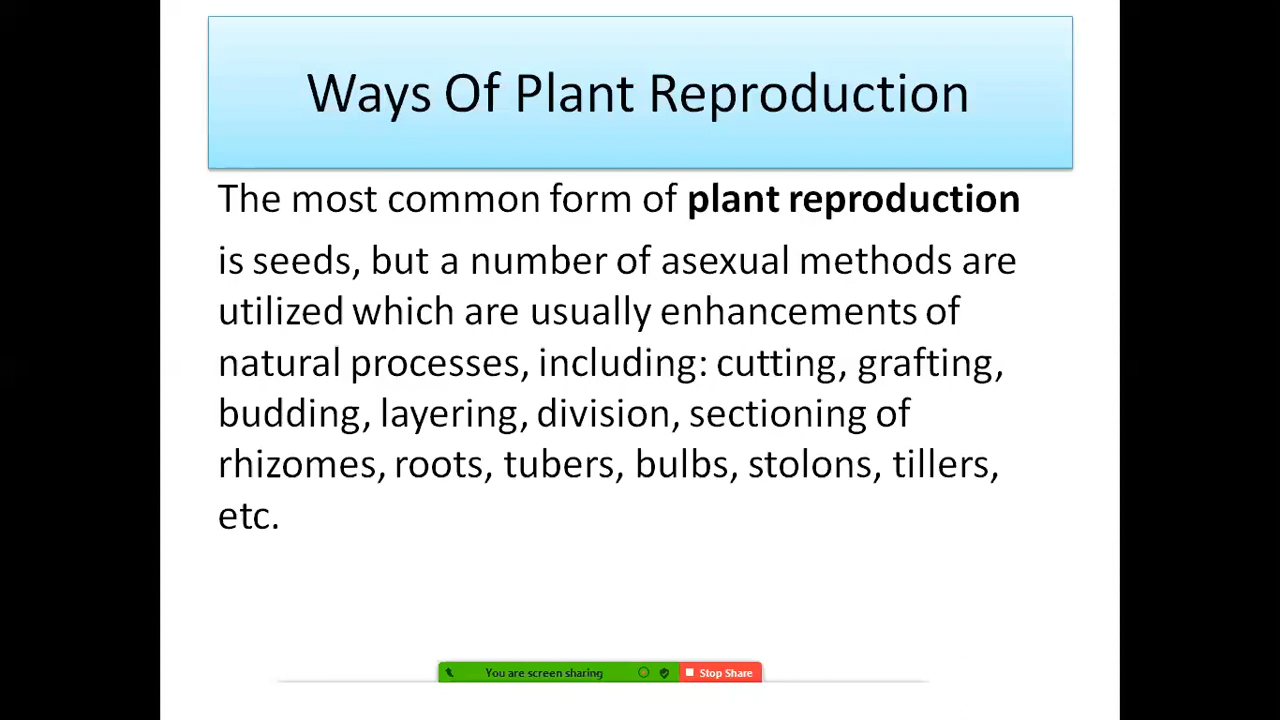 Ways Of Plant Reproduction
The most common form of plant reproduction
is seeds, but a number of asexual methods are
utilized which are usually enhancements of
natural processes, including: cutting, grafting,
budding, layering, division, sectioning of
rhizomes, roots, tubers, bulbs, stolons, tillers,
etc.
You are screen sharing
Stop Share